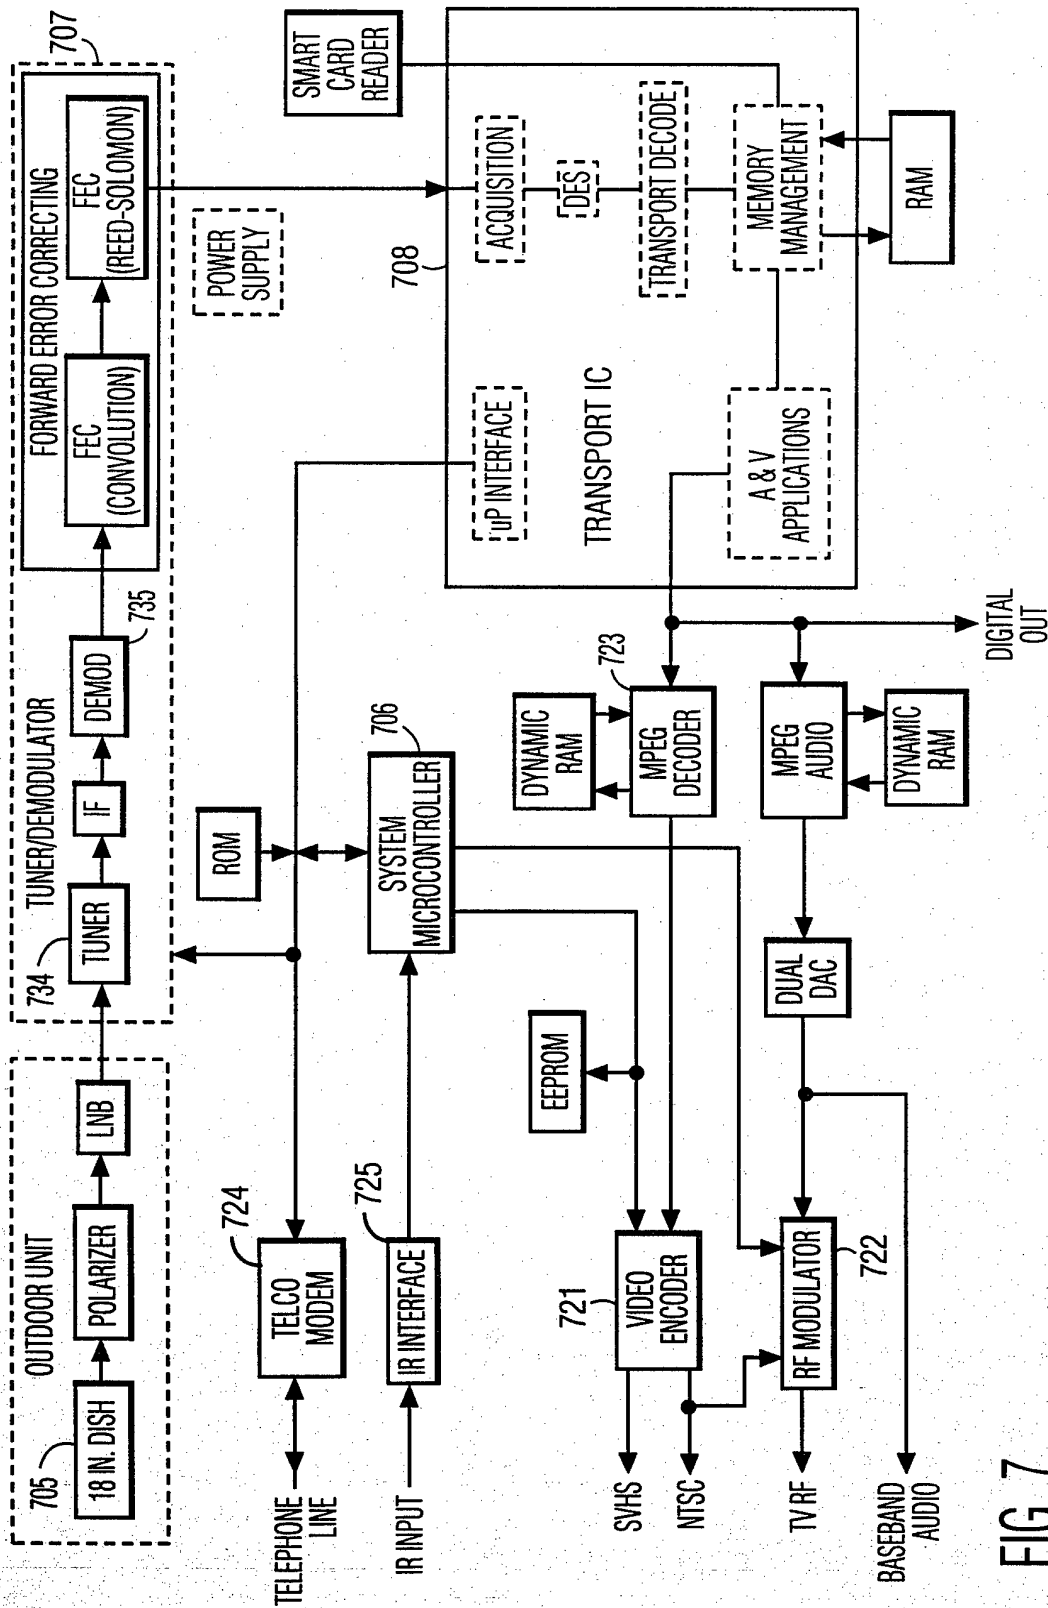 OUTDOOR UNIT
705
18 IN. DISH
POLARIZER
LNB
TUNER/DEMODULATOR
734
TUNER
IF
DEMOD
735
FORWARD ERROR CORRECTING
FEC
(CONVOLUTION)
FEC
(REED-SOLOMON)
707
POWER
SUPPLY
SMART
CARD
READER
TELEPHONE
LINE
724
TELCO
MODEM
ROM
IR INPUT
725
IR INTERFACE
SYSTEM
MICROCONTROLLER
706
708
'uP INTERFACE
ACQUISITION
DES
TRANSPORT IC
TRANSPORT DECODE
A & V
APPLICATIONS
MEMORY
MANAGEMENT
RAM
EEPROM
DYNAMIC
RAM
723
MPEG
DECODER
SVHS
NTSC
721
VIDEO
ENCODER
MPEG
AUDIO
DYNAMIC
RAM
DUAL
DAC
TV RF
RF MODULATOR
722
BASEBAND
AUDIO
DIGITAL
OUT
FIG. 7